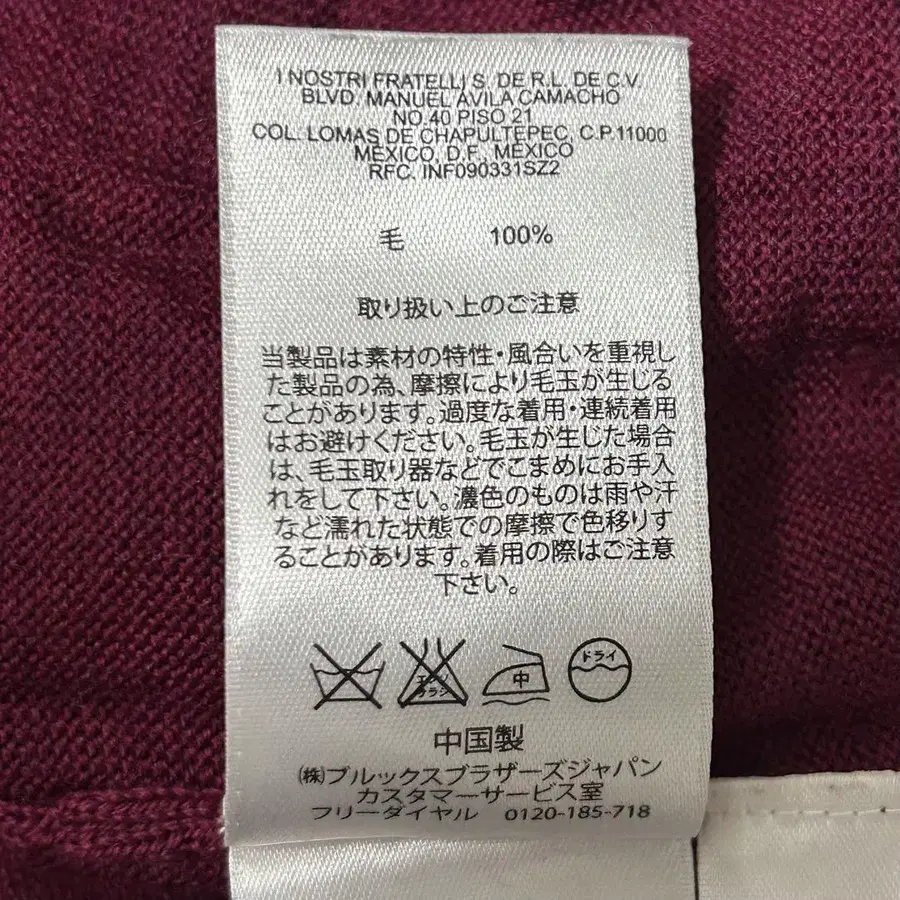 I NOSTRI FRATELLI S. DE R.L. DE C.V.
BLVD. MANUEL AVILA CAMACHO
NO.40 PISO 21
COL. LOMAS DE CHAPULTEPEC, C.P.11000
MEXICO, D.F. MEXICO
RFC. INF090331SZ2
毛 100%
取り扱い上のご注意
当製品は素材の特性・風合いを重視し
た製品の為、摩擦により毛玉が生じる
ことがあります。過度な着用・連続着用
はお避けください。毛玉が生じた場合
は、毛玉取り器などでこまめにお手入
れをして下さい。濃色のものは雨や汗
など濡れた状態での摩擦で色移りす
ることがあります。着用の際はご注意
下さい。
エンソ
サラシ
中
ドライ
中国製
㈱ブルックスブラザーズジャパン
カスタマーサービス室
フリーダイヤル 0120-185-718